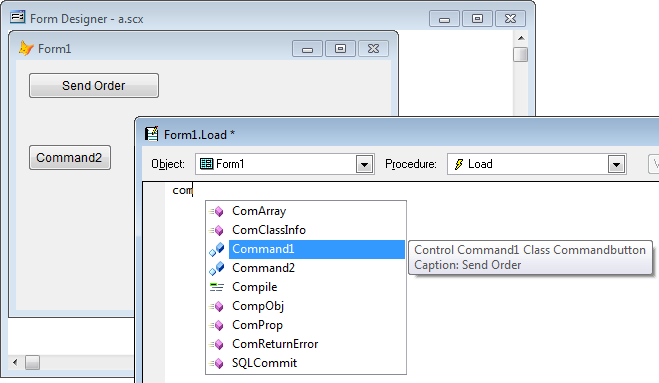 Form Designer - a.scx
Form1
Send Order
Command2
Form1.Load *
Object: Form1 Procedure: Load
com
ComArray
ComClassInfo
Command1
Command2
Compile
CompObj
ComProp
ComReturnError
SQLCommit
Control Command1 Class Commandbutton
Caption: Send Order